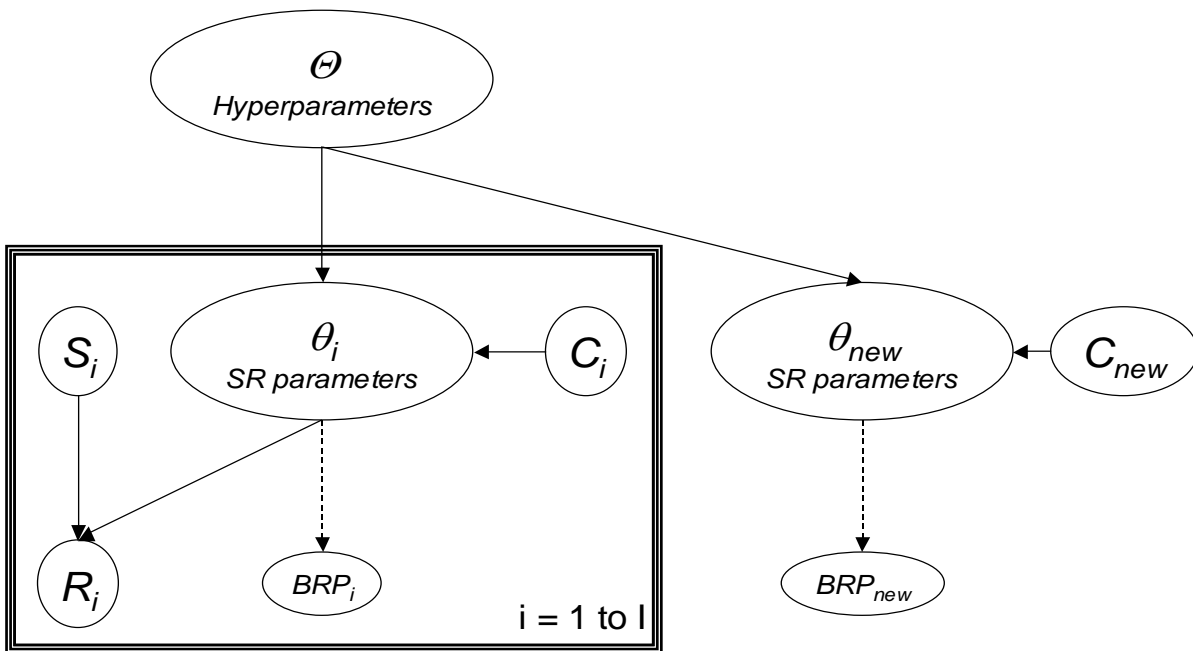 Θ
Hyperparameters
S_i
θ_i
SR parameters
C_i
θ_new
SR parameters
C_new
R_i
BRP_i
BRP_new
i = 1 to I